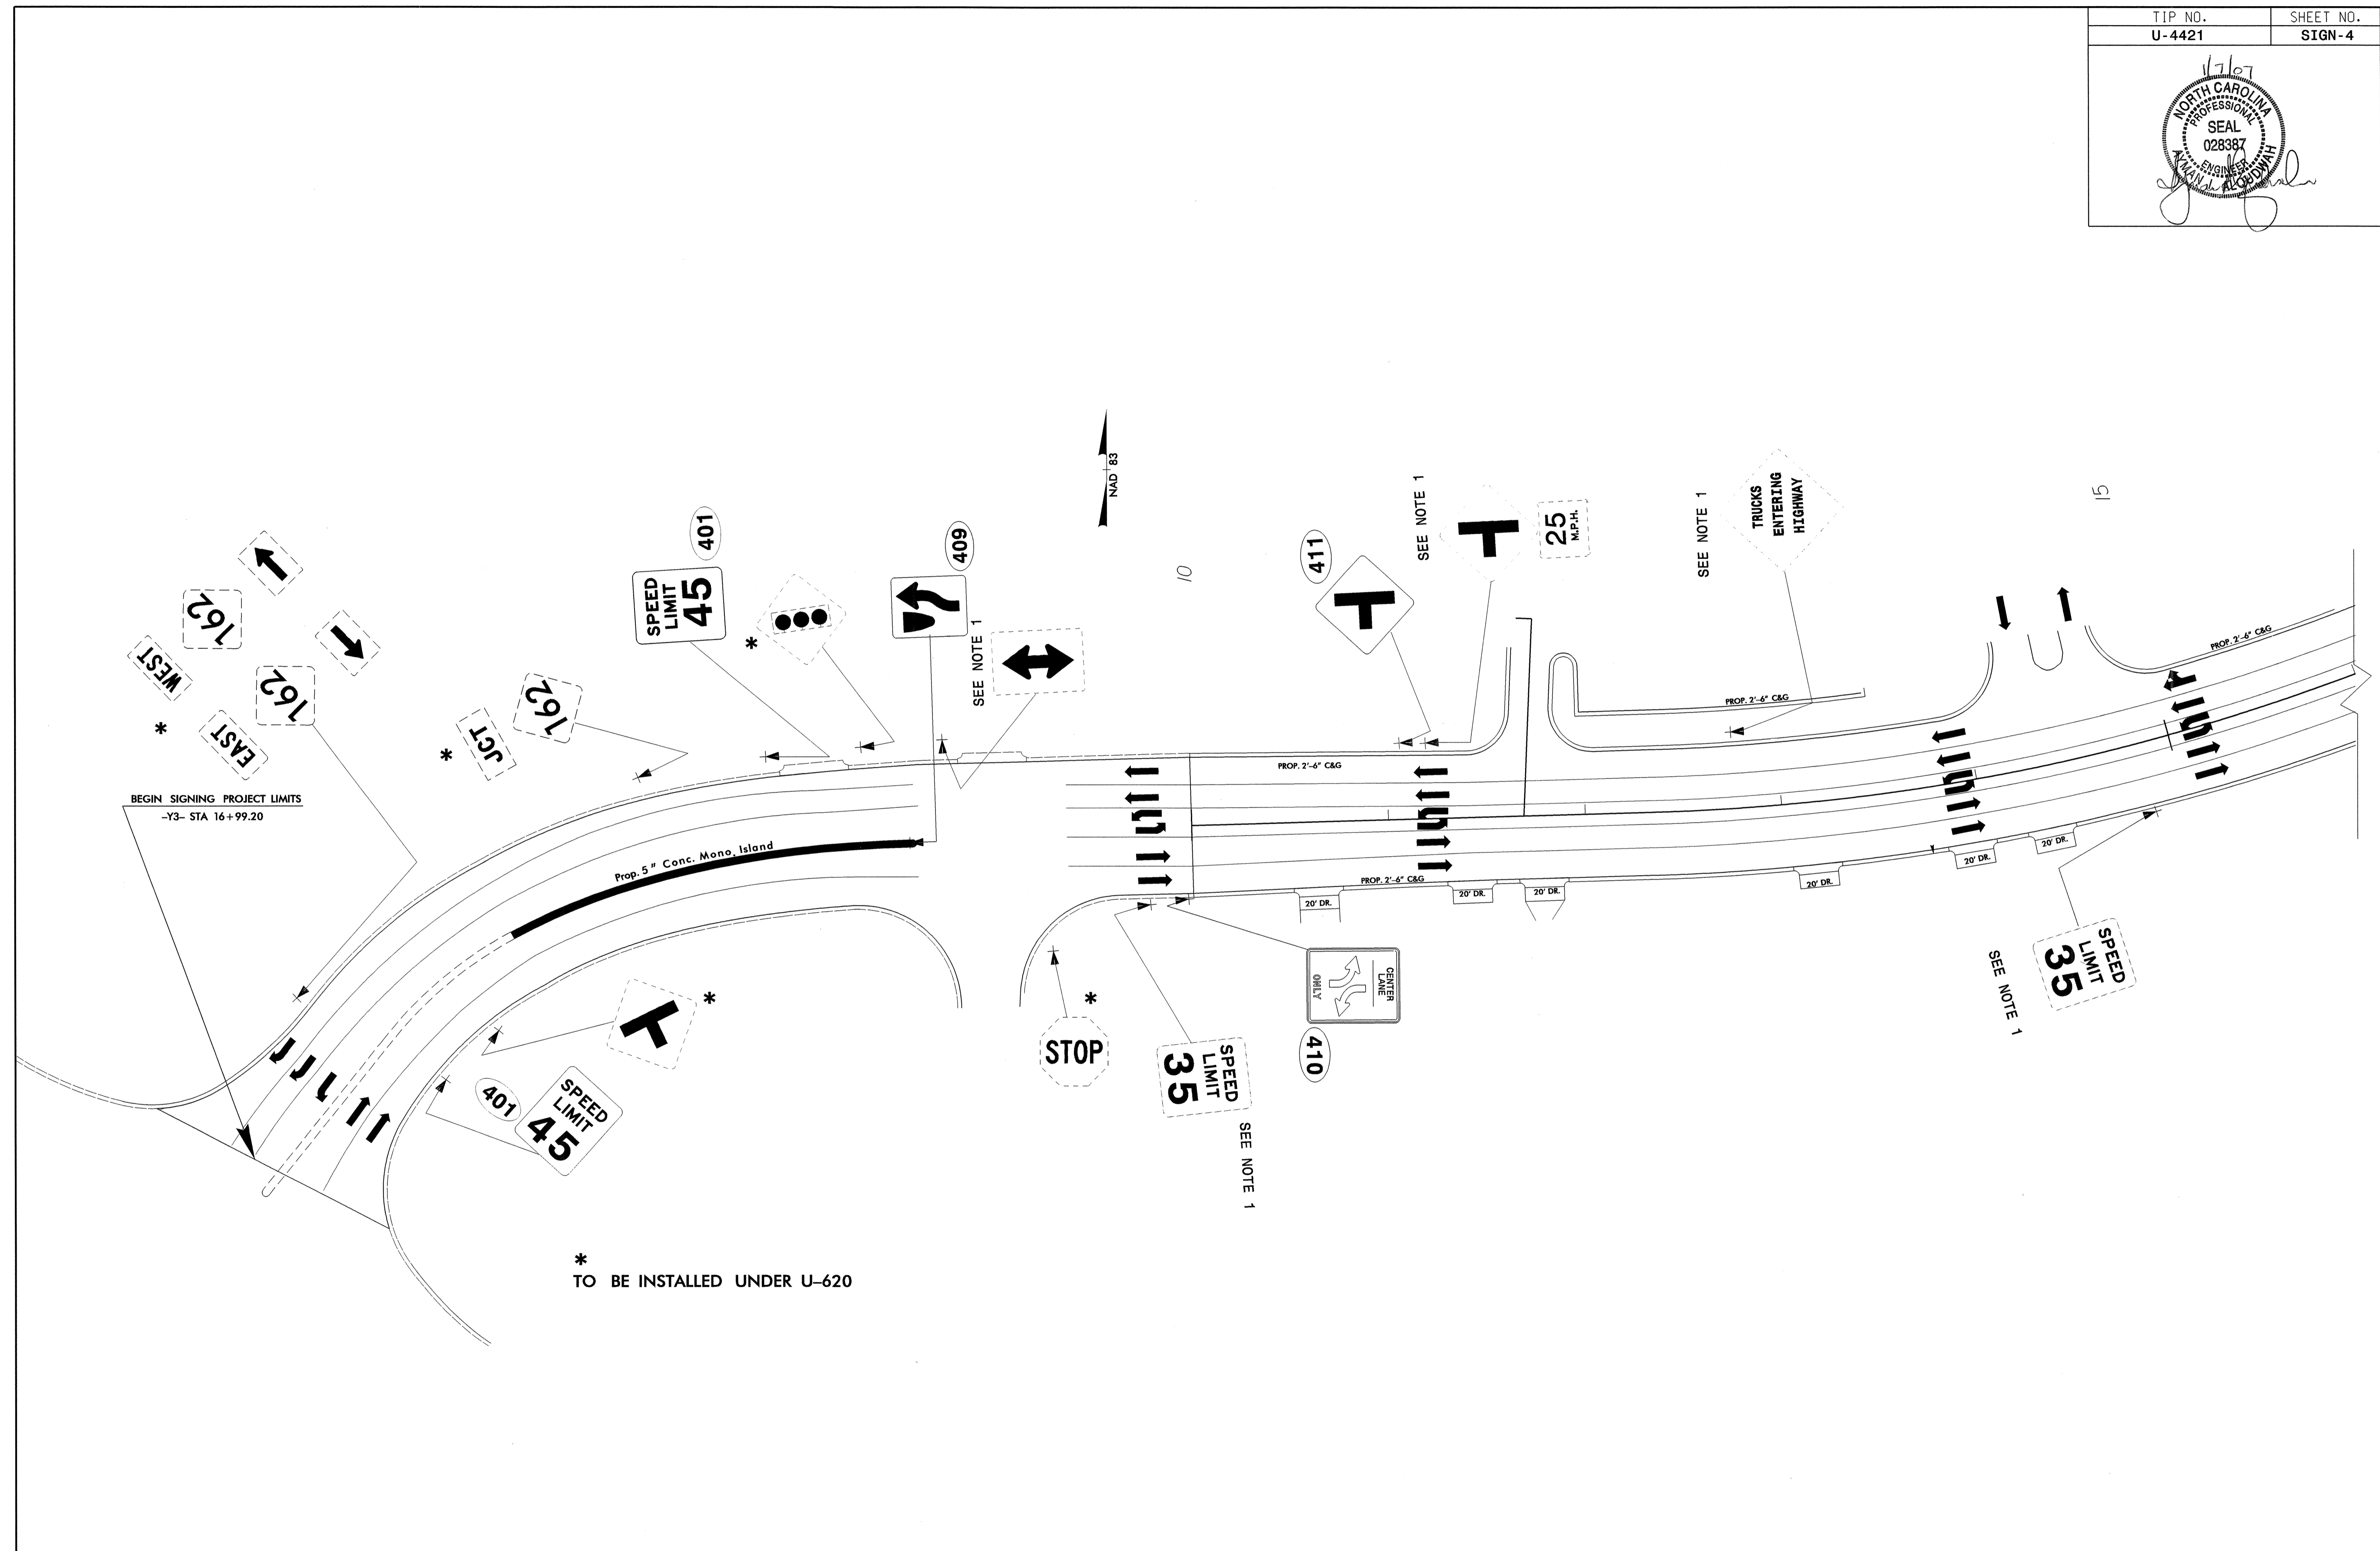 TIP NO.
SHEET NO.
U-4421
SIGN-4
1/7/07
NORTH CAROLINA
PROFESSIONAL
SEAL
028387
ENGINEER
AYMAN ALQUDWAH
NAD 83
10
15
WEST
162
EAST
162
*
JCT
162
*
401
SPEED
LIMIT
45
*
409
SEE NOTE 1
411
SEE NOTE 1
25
M.P.H.
SEE NOTE 1
TRUCKS
ENTERING
HIGHWAY
BEGIN SIGNING PROJECT LIMITS
-Y3- STA 16+99.20
Prop. 5" Conc. Mono. Island
PROP. 2'-6" C&G
PROP. 2'-6" C&G
PROP. 2'-6" C&G
PROP. 2'-6" C&G
20' DR.
20' DR.
20' DR.
20' DR.
20' DR.
20' DR.
*
401
SPEED
LIMIT
45
*
STOP
SPEED
LIMIT
35
SEE NOTE 1
CENTER
LANE
ONLY
410
SEE NOTE 1
SPEED
LIMIT
35
*
TO BE INSTALLED UNDER U-620